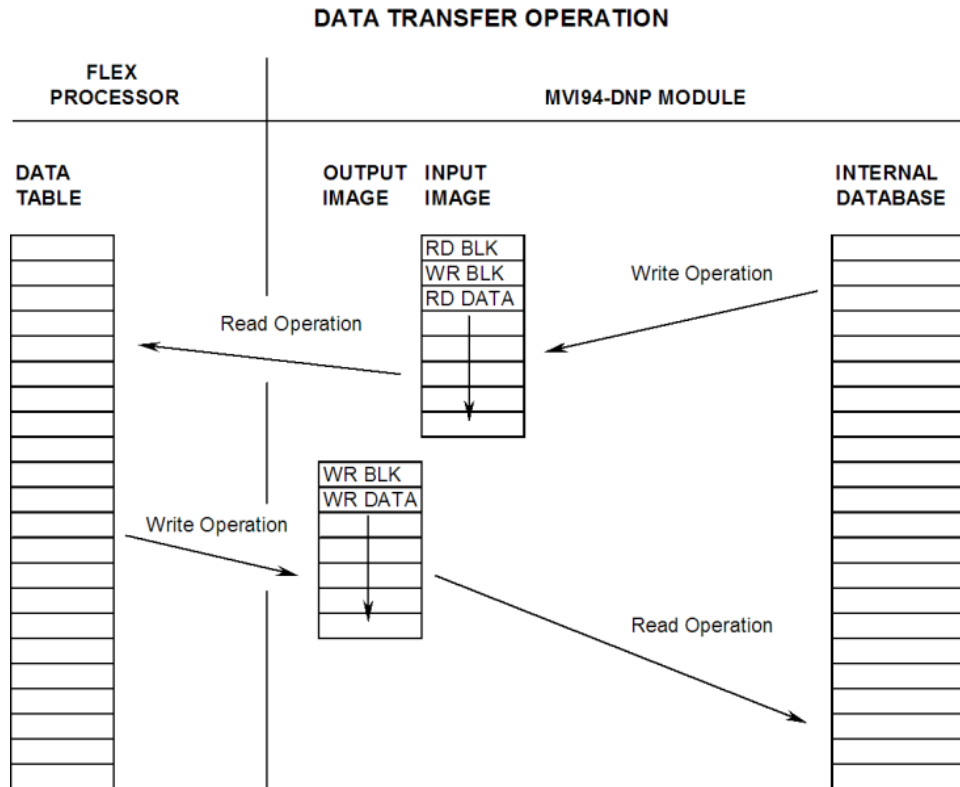 DATA TRANSFER OPERATION
FLEX
PROCESSOR
MVI94-DNP MODULE
DATA
TABLE
OUTPUT
IMAGE
INPUT
IMAGE
INTERNAL
DATABASE
RD BLK
WR BLK
RD DATA
Write Operation
Read Operation
WR BLK
WR DATA
Write Operation
Read Operation